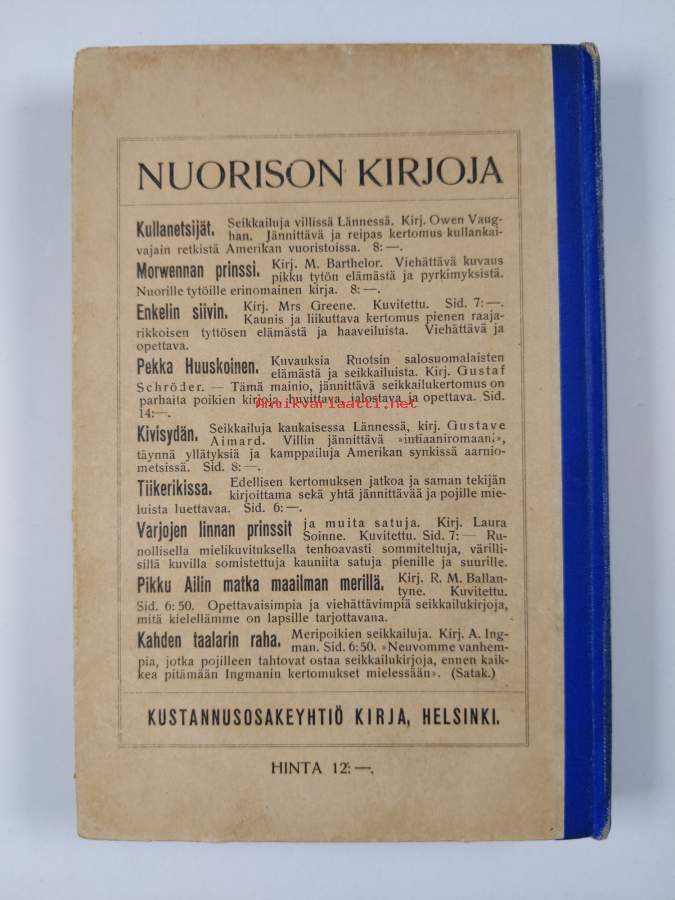 NUORISON KIRJOJA
Kullanetsijät. Seikkailuja villissä Lännessä. Kirj. Owen Vaug-
han. Jännittävä ja reipas kertomus kullankai-
vajain retkistä Amerikan vuoristoissa. 8: —.
Morwennan prinssi. Kirj. M. Barthelor. Viehättävä kuvaus
pikku tytön elämästä ja pyrkimyksistä.
Nuorille tytöille erinomainen kirja. 8: —.
Enkelin siivin. Kirj. Mrs Greene. Kuvitettu. Sid. 7: —.
Kaunis ja liikuttava kertomus pienen raaja-
rikkoisen tyttösen elämästä ja haaveiluista. Viehättävä ja
opettava.
Pekka Huuskoinen. Kuvauksia Ruotsin salosuomalaisten
elämästä ja seikkailuista. Kirj. Gustaf
Schröder. — Tämä mainio, jännittävä seikkailukertomus on
parhaita poikien kirjoja, huvittava, jalostava ja opettava. Sid.
14:—.
Antikvariaatti.net
Kivisydän. Seikkailuja kaukaisessa Lännessä, kirj. Gustave
Aimard. Villin jännittävä »intiaaniromaani»,
täynnä yllätyksiä ja kamppailuja Amerikan synkissä aarnio-
metsissä. Sid. 8: —.
Tiikerikissa. Edellisen kertomuksen jatkoa ja saman tekijän
kirjoittama sekä yhtä jännittävää ja pojille mie-
luista luettavaa. Sid. 6: —.
Varjojen linnan prinssit ja muita satuja. Kirj. Laura
Soinne. Kuvitettu. Sid. 7: — Ru-
nollisella mielikuvituksella tenhoavasti sommiteltuja, värilli-
sillä kuvilla somistettuja kauniita satuja pienille ja suurille.
Pikku Ailin matka maailman merillä. Kirj. R. M. Ballan-
tyne. Kuvitettu.
Sid. 6: 50. Opettavaisimpia ja viehättävimpiä seikkailukirjoja,
mitä kielellämme on lapsille tarjottavana.
Kahden taalarin raha. Meripoikien seikkailuja. Kirj. A. Ing-
man. Sid. 6:50. »Neuvomme vanhem-
pia, jotka pojilleen tahtovat ostaa seikkailukirjoja, ennen kaik-
kea pitämään Ingmanin kertomukset mielessään». (Satak.)
KUSTANNUSOSAKEYHTIÖ KIRJA, HELSINKI.
HINTA 12: —.